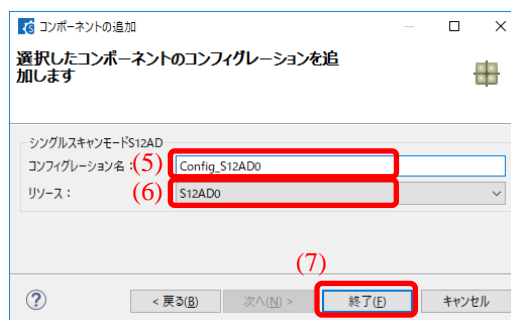 コンポーネントの追加
選択したコンポーネントのコンフィグレーションを追
加します
シングルスキャンモードS12AD
コンフィグレーション名：(5) Config_S12AD0
リソース： (6) S12AD0
(7)
< 戻る(B) 次へ(N) > 終了(F) キャンセル